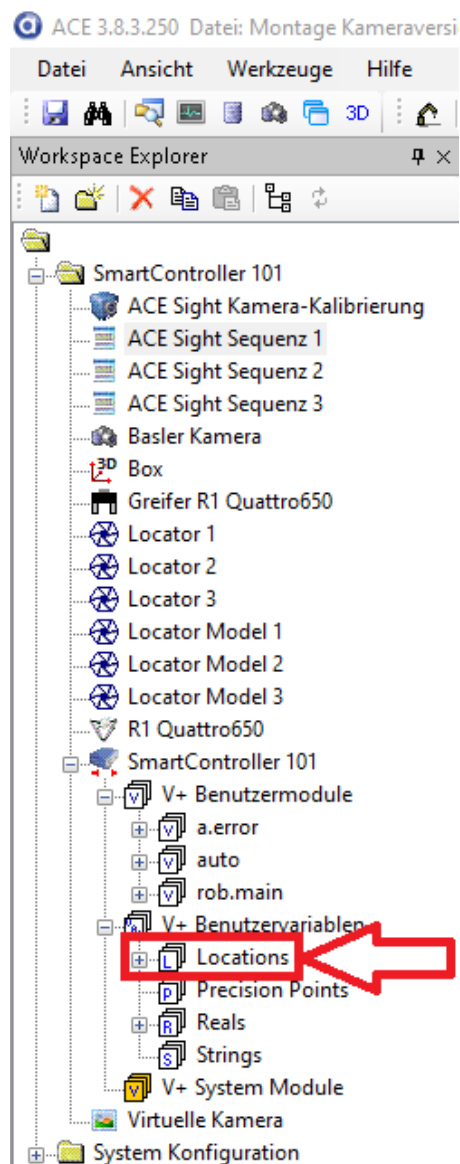 ACE 3.8.3.250 Datei: Montage Kameraversi
Datei Ansicht Werkzeuge Hilfe
3D
Workspace Explorer
SmartController 101
ACE Sight Kamera-Kalibrierung
ACE Sight Sequenz 1
ACE Sight Sequenz 2
ACE Sight Sequenz 3
Basler Kamera
3D Box
Greifer R1 Quattro650
Locator 1
Locator 2
Locator 3
Locator Model 1
Locator Model 2
Locator Model 3
R1 Quattro650
SmartController 101
V V+ Benutzermodule
V a.error
V auto
V rob.main
V+ Benutzervariablen
L Locations
P Precision Points
R Reals
S Strings
V V+ System Module
Virtuelle Kamera
System Konfiguration